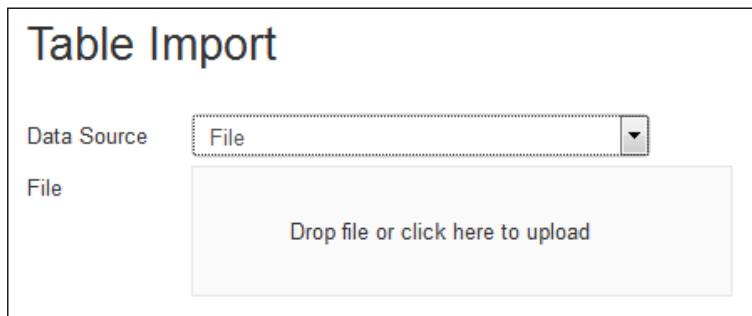 Table Import
Data Source File
File
Drop file or click here to upload